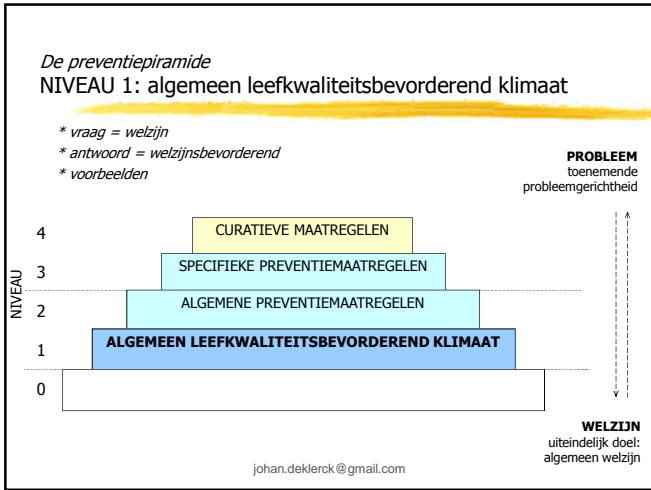 De preventiepiramide
NIVEAU 1: algemeen leefkwaliteitsbevorderend klimaat
* vraag = welzijn
* antwoord = welzijnsbevorderend
* voorbeelden
PROBLEEM
toenemende
probleemgerichtheid
NIVEAU
4
CURATIEVE MAATREGELEN
3
SPECIFIEKE PREVENTIEMAATREGELEN
2
ALGEMENE PREVENTIEMAATREGELEN
1
ALGEMEEN LEEFKWALITEITSBEVORDEREND KLIMAAT
0
WELZIJN
uiteindelijk doel:
algemeen welzijn
johan.deklerck@gmail.com